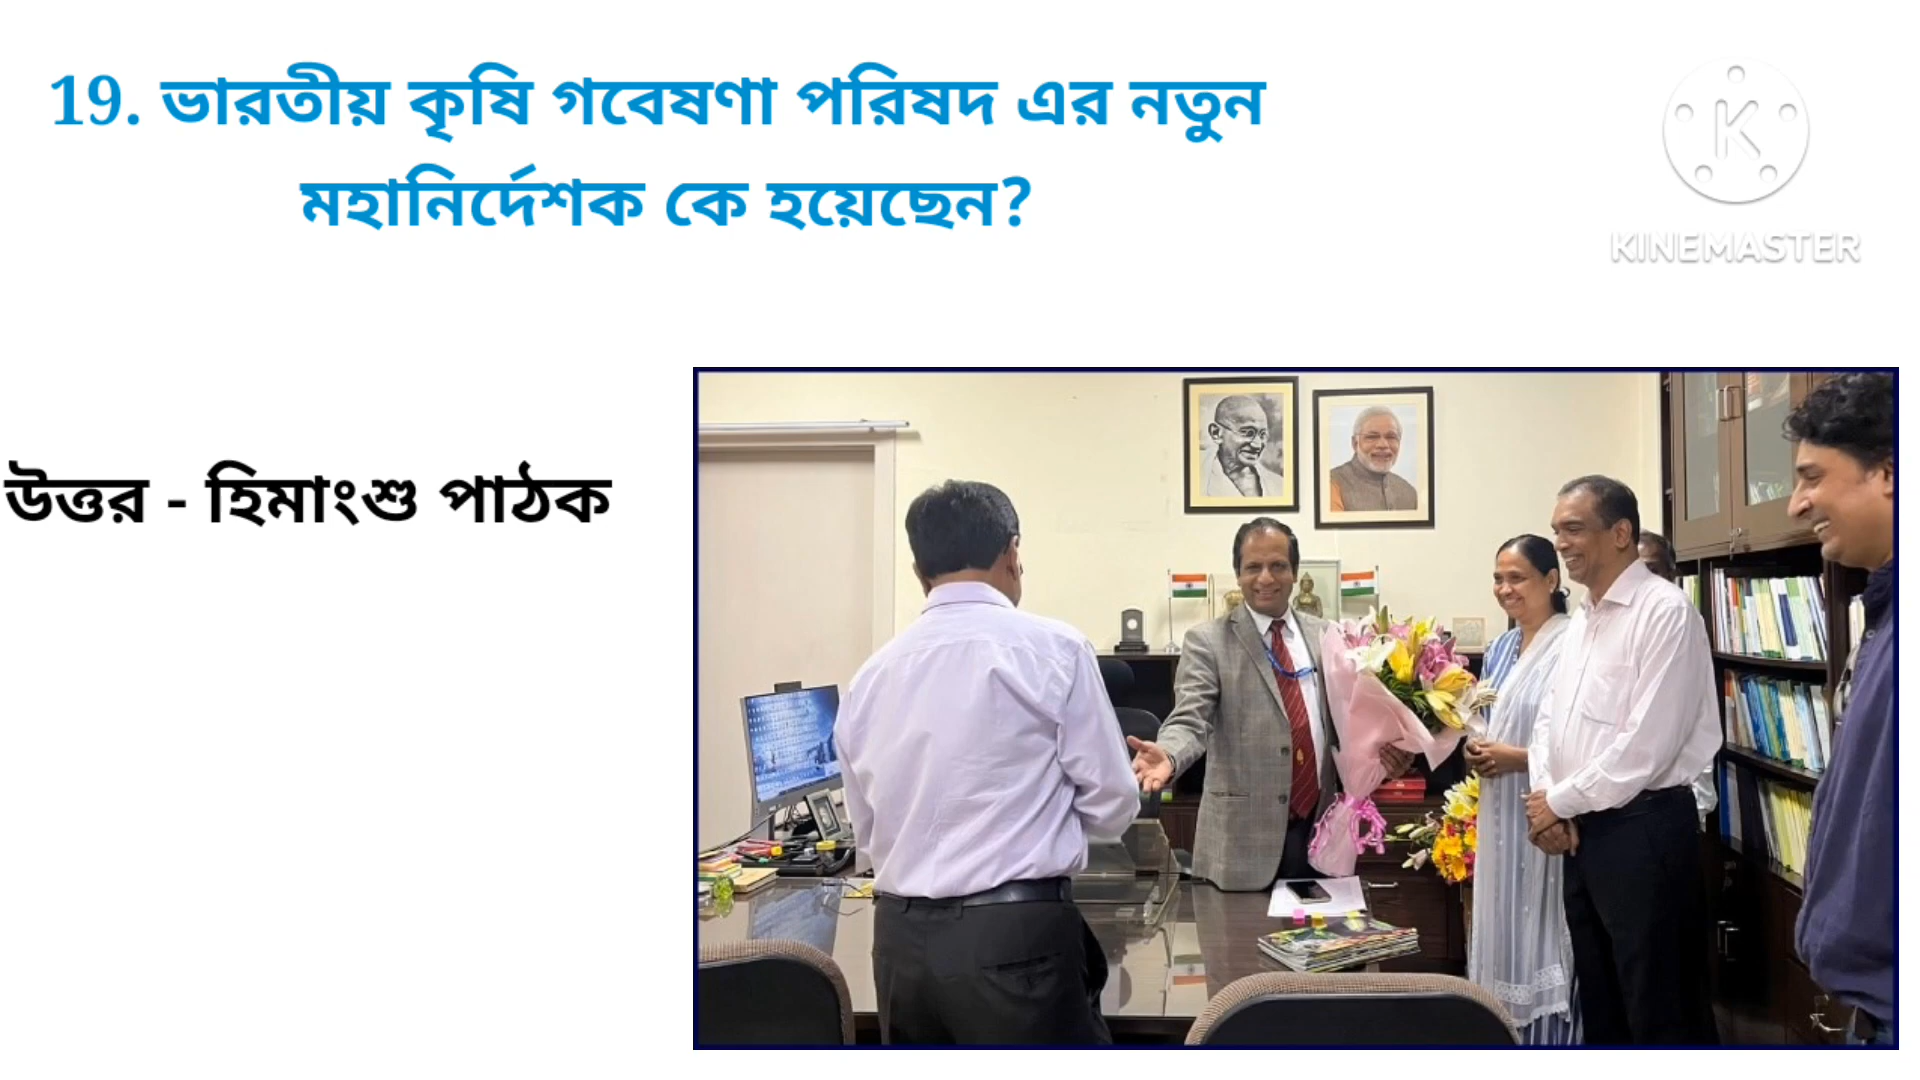 19. ভারতীয় কৃষি গবেষণা পরিষদ এর নতুন
মহানির্দেশক কে হয়েছেন?
K
KINEMASTER
উত্তর - হিমাংশু পাঠক